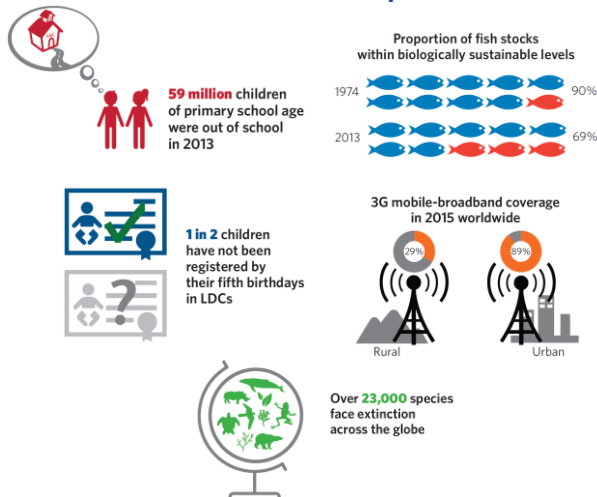 59 million children
of primary school age
were out of school
in 2013
Proportion of fish stocks
within biologically sustainable levels
1974
90%
2013
69%
1 in 2 children
have not been
registered by
their fifth birthdays
in LDCs
?
3G mobile-broadband coverage
in 2015 worldwide
29%
89%
Rural
Urban
Over 23,000 species
face extinction
across the globe